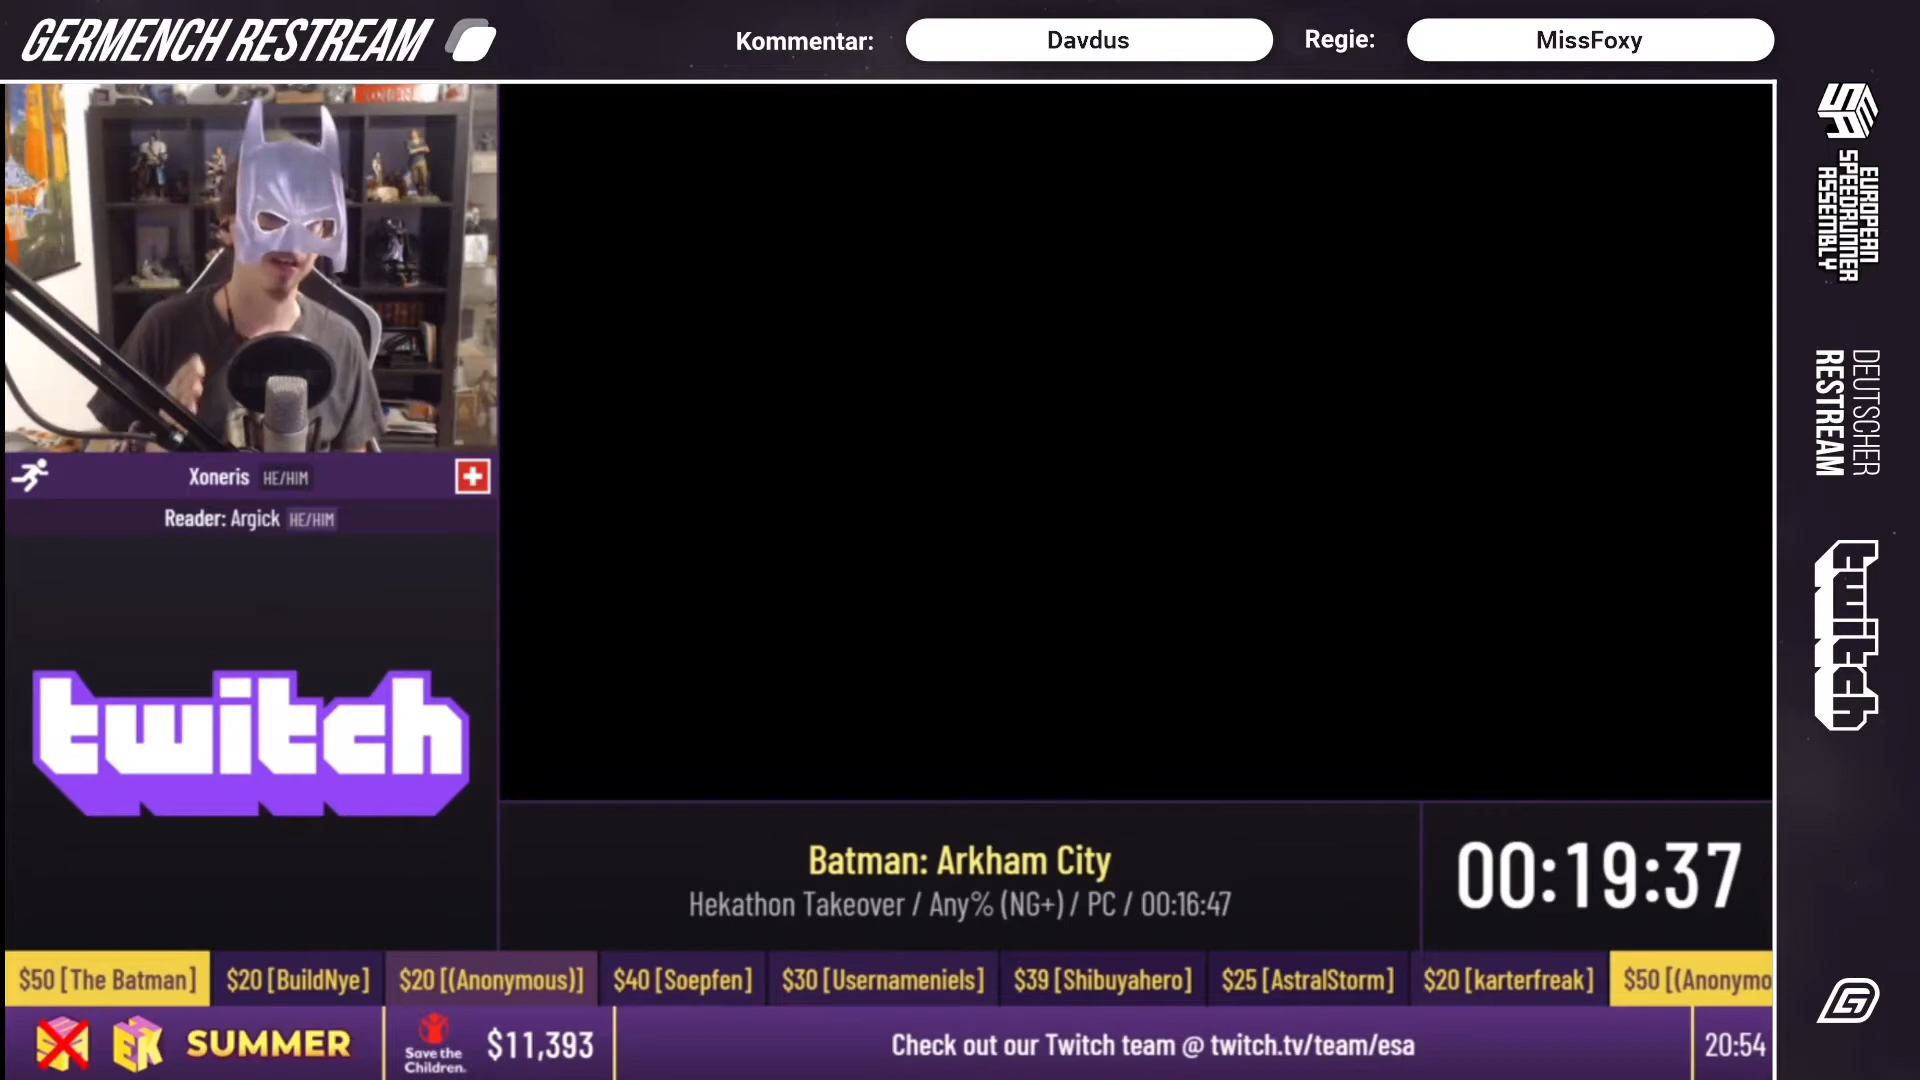 GERMENCH RESTREAM
Kommentar:
Davdus
Regie:
MissFoxy
Xoneris HE/HIM
Reader: Argick HE/HIM
twitch
Batman: Arkham City
Hekathon Takeover / Any% (NG+) / PC / 00:16:47
00:19:37
$50 [The Batman]
$20 [BuildNye]
$20 [(Anonymous)]
$40 [Soepfen]
$30 [Usernameniels]
$39 [Shibuyahero]
$25 [AstralStorm]
$20 [karterfreak]
$50 [(Anonymo
SUMMER
Save the
Children.
$11,393
Check out our Twitch team @ twitch.tv/team/esa
20:54
EUROPEAN
SPEEDRUNNER
ASSEMBLY
DEUTSCHER
RESTREAM
twitch